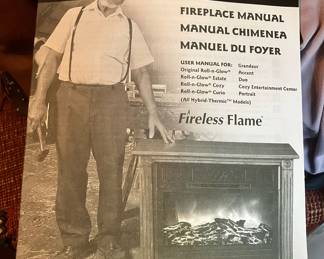 FIREPLACE MANUAL
MANUAL CHIMENEA
MANUEL DU FOYER
USER MANUAL FOR: Grandeur
Original Roll-n-Glow® Accent
Roll-n-Glow® Estate Duo
Roll-n-Glow® Cozy Cozy Entertainment Center
Roll-n-Glow® Curio Portrait
(All Hybrid-Thermic™ Models)
Fireless Flame